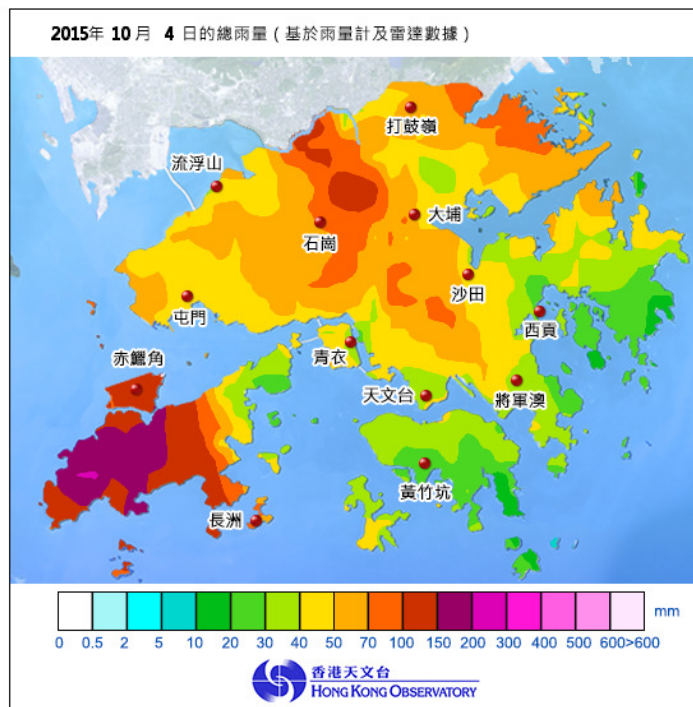 2015年 10 月 4 日的總雨量 ( 基於雨量計及雷達數據 )
打鼓嶺
流浮山
大埔
石崗
沙田
屯門
西貢
青衣
赤鱲角
天文台
將軍澳
黃竹坑
長洲
mm
0 0.5 2 5 10 20 30 40 50 70 100 150 200 300 400 500 600>600
香港天文台
HONG KONG OBSERVATORY